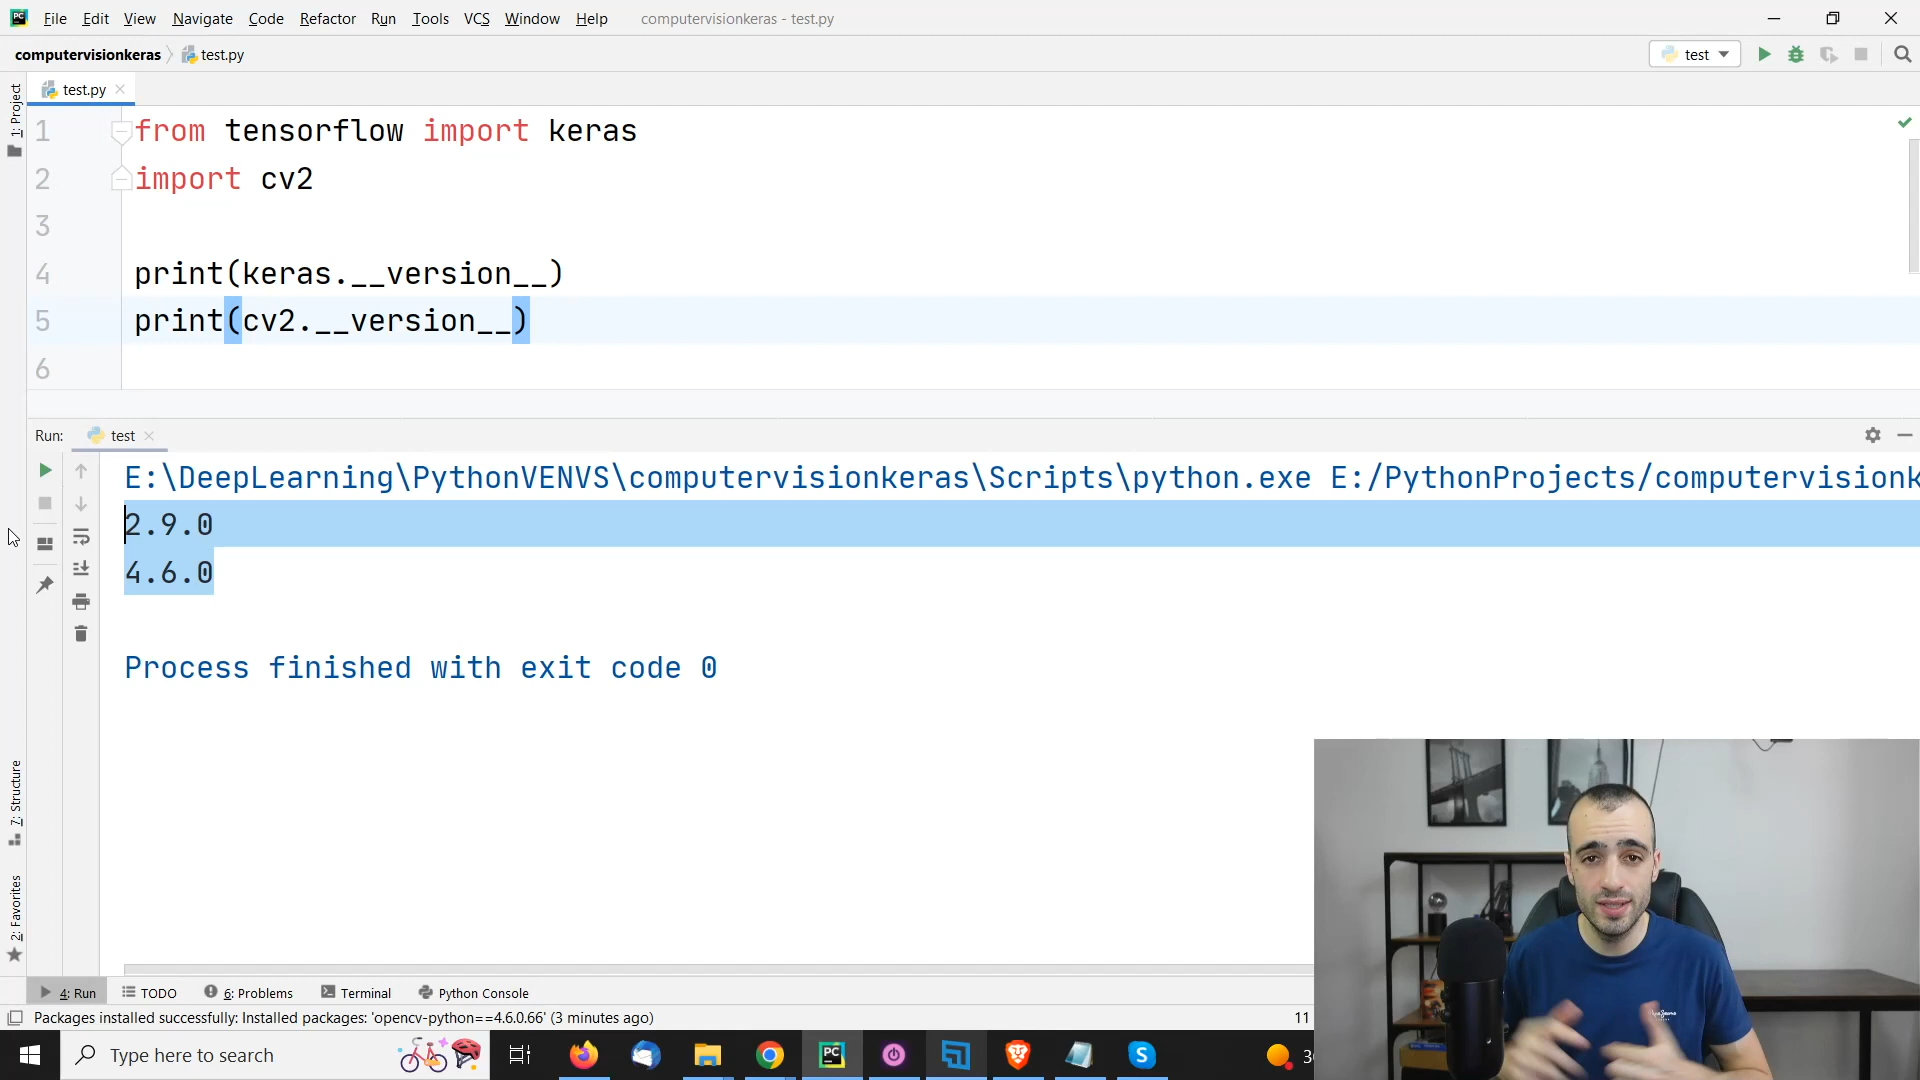 File Edit View Navigate Code Refactor Run Tools VCS Window Help computervisionkeras - test.py
computervisionkeras test.py test
1: Project
test.py
1 from tensorflow import keras
2 import cv2
3
4 print(keras.__version__)
5 print(cv2.__version__)
6
Run: test
E:\DeepLearning\PythonVENVS\computervisionkeras\Scripts\python.exe E:/PythonProjects/computervisionk
2.9.0
4.6.0
Process finished with exit code 0
7: Structure
2: Favorites
4: Run TODO 6: Problems Terminal Python Console
Packages installed successfully: Installed packages: 'opencv-python==4.6.0.66' (3 minutes ago) 11
Type here to search